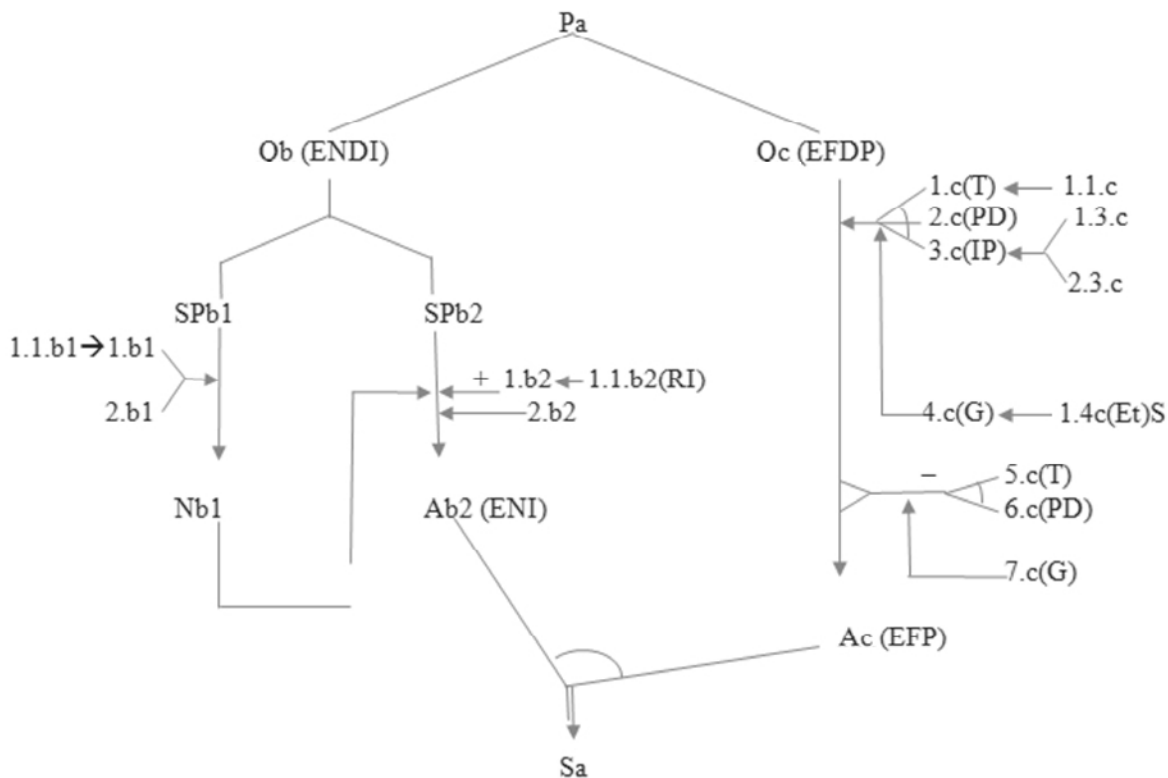 Pa
Ob (ENDI)
Oc (EFDP)
1.c(T)
1.1.c
2.c(PD)
1.3.c
3.c(IP)
2.3.c
SPb1
SPb2
1.1.b1→1.b1
+ 1.b2 1.1.b2(RI)
2.b1
2.b2
4.c(G)
1.4c(Et)S
–
5.c(T)
6.c(PD)
Nb1
Ab2 (ENI)
7.c(G)
Ac (EFP)
Sa